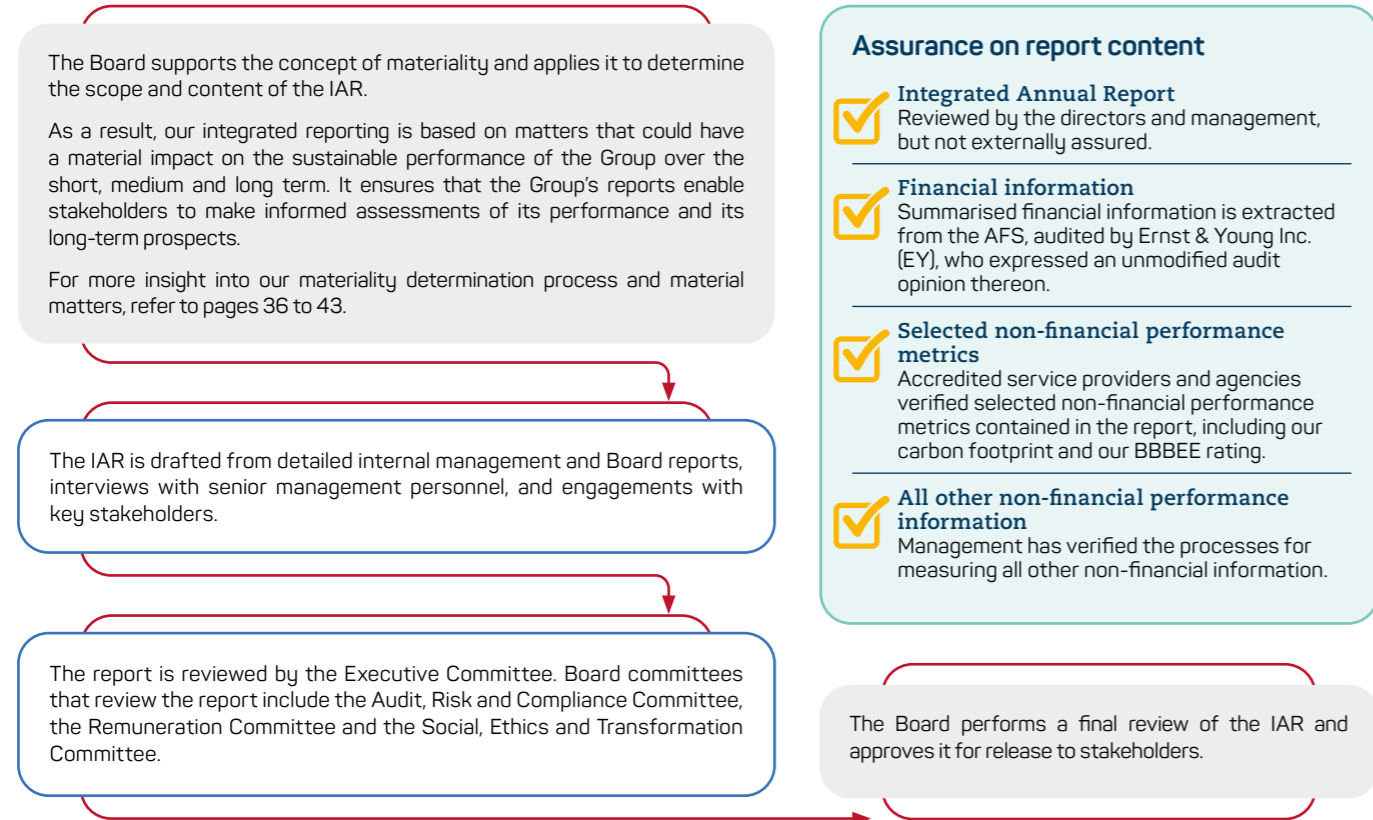 The Board supports the concept of materiality and applies it to determine
the scope and content of the IAR.
As a result, our integrated reporting is based on matters that could have
a material impact on the sustainable performance of the Group over the
short, medium and long term. It ensures that the Group's reports enable
stakeholders to make informed assessments of its performance and its
long-term prospects.
For more insight into our materiality determination process and material
matters, refer to pages 36 to 43.
The IAR is drafted from detailed internal management and Board reports,
interviews with senior management personnel, and engagements with
key stakeholders.
The report is reviewed by the Executive Committee. Board committees
that review the report include the Audit, Risk and Compliance Committee,
the Remuneration Committee and the Social, Ethics and Transformation
Committee.
Assurance on report content
Integrated Annual Report
Reviewed by the directors and management,
but not externally assured.
Financial information
Summarised financial information is extracted
from the AFS, audited by Ernst & Young Inc.
(EY), who expressed an unmodified audit
opinion thereon.
Selected non-financial performance
metrics
Accredited service providers and agencies
verified selected non-financial performance
metrics contained in the report, including our
carbon footprint and our BBBEE rating.
All other non-financial performance
information
Management has verified the processes for
measuring all other non-financial information.
The Board performs a final review of the IAR and
approves it for release to stakeholders.